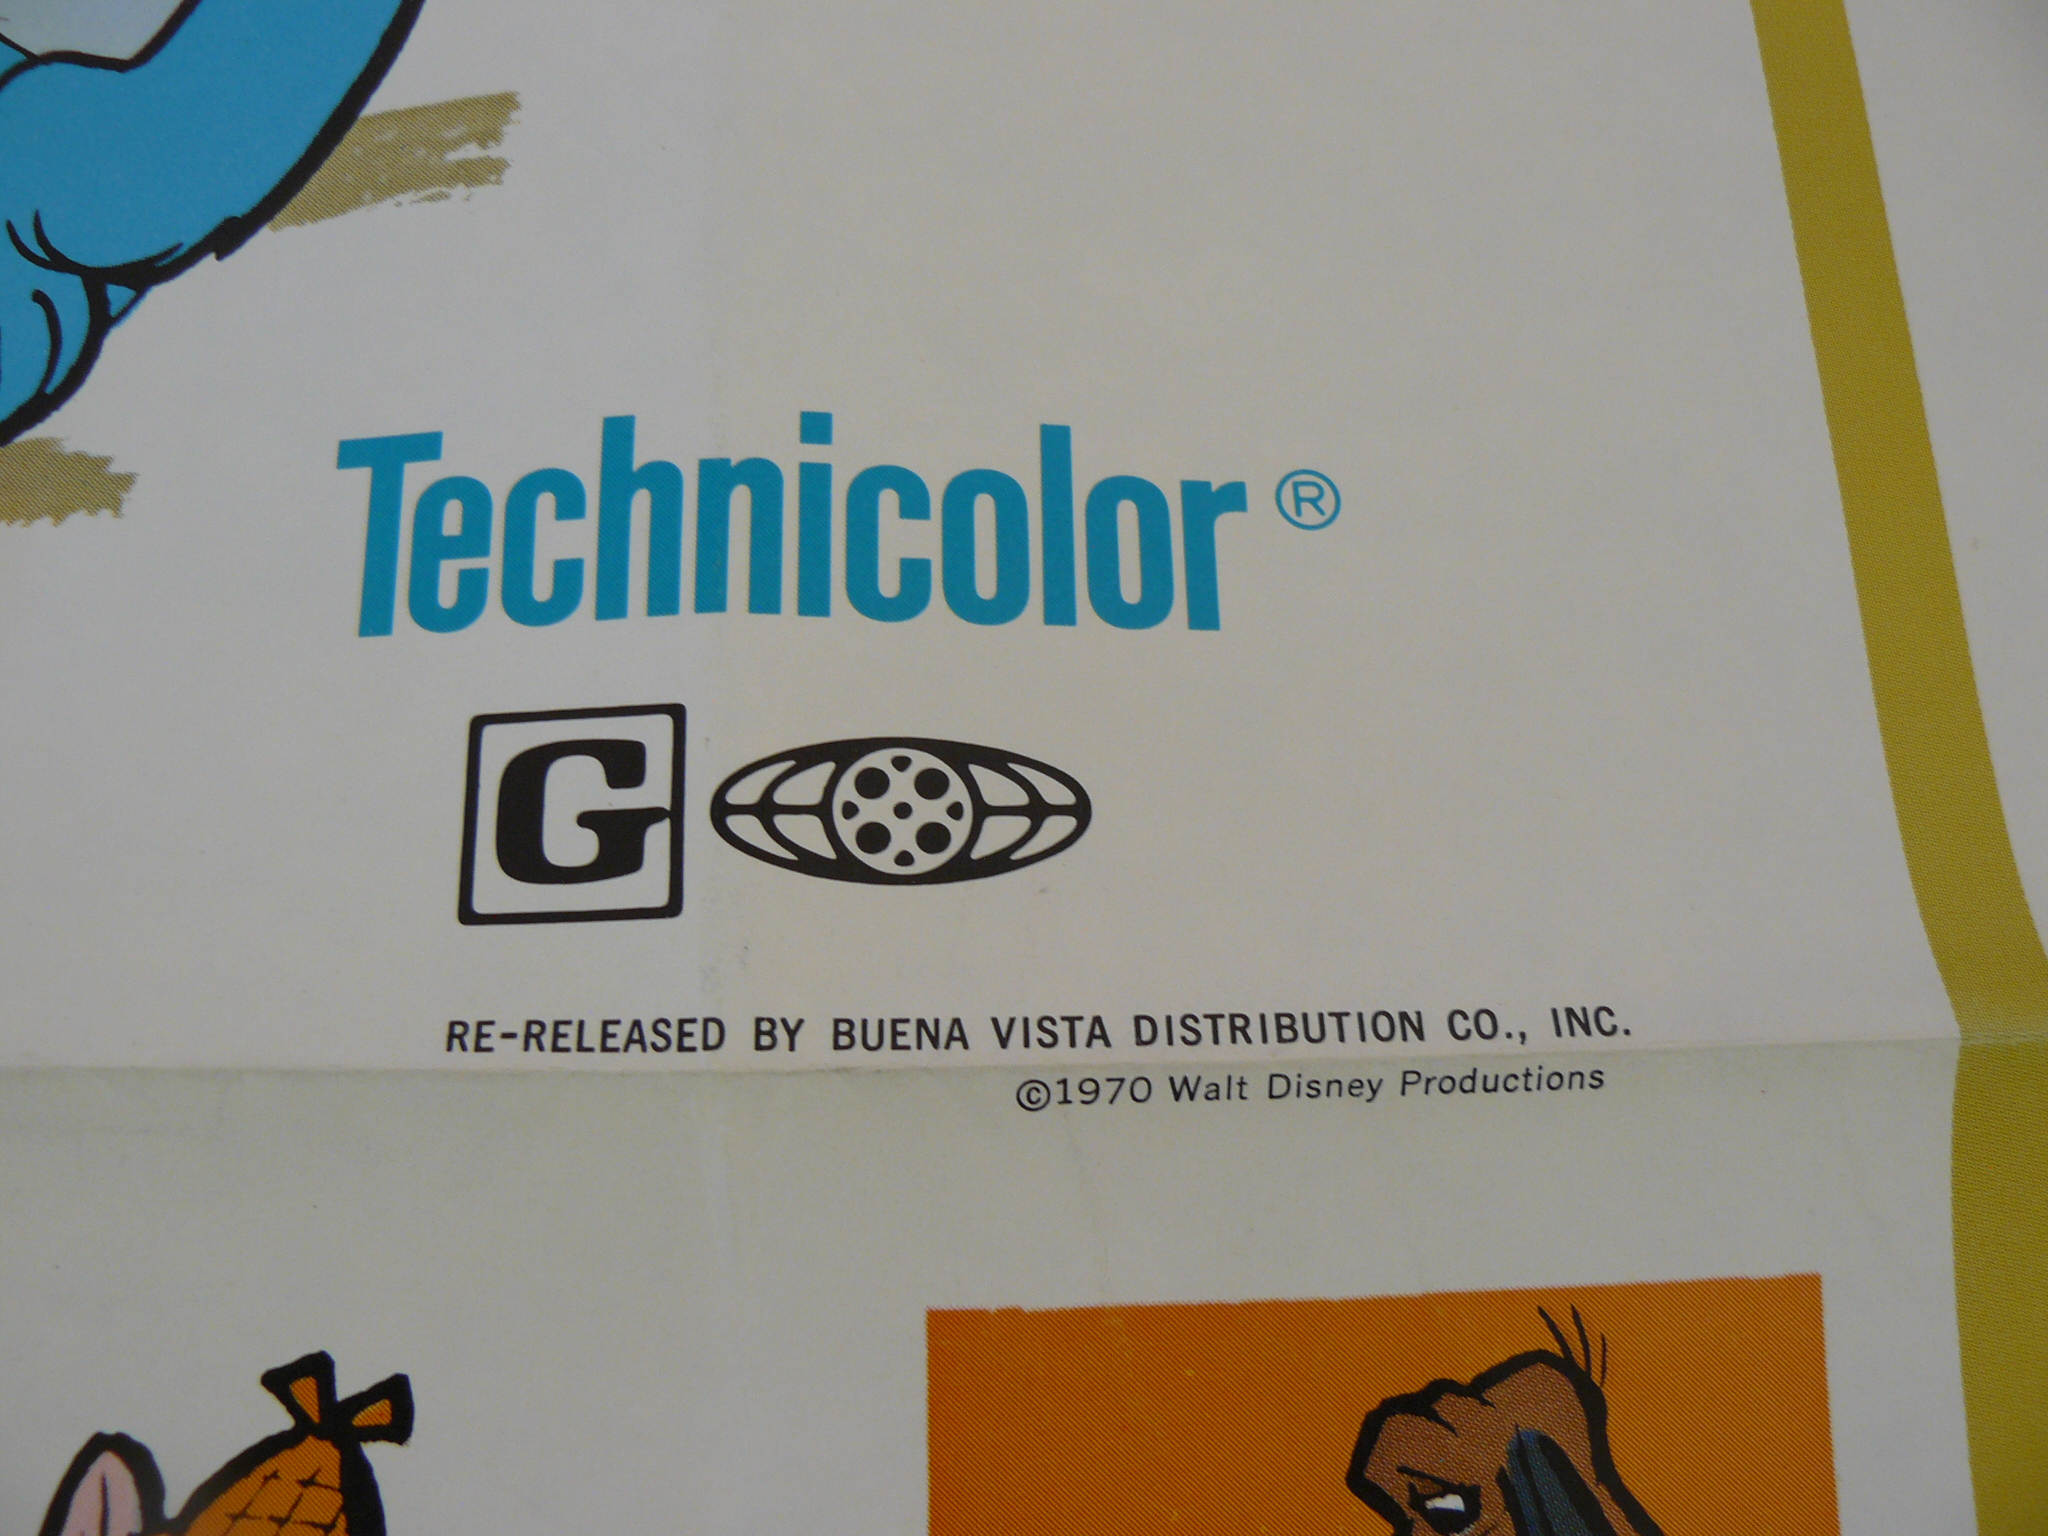 Technicolor®
G
RE-RELEASED BY BUENA VISTA DISTRIBUTION CO., INC.
©1970 Walt Disney Productions